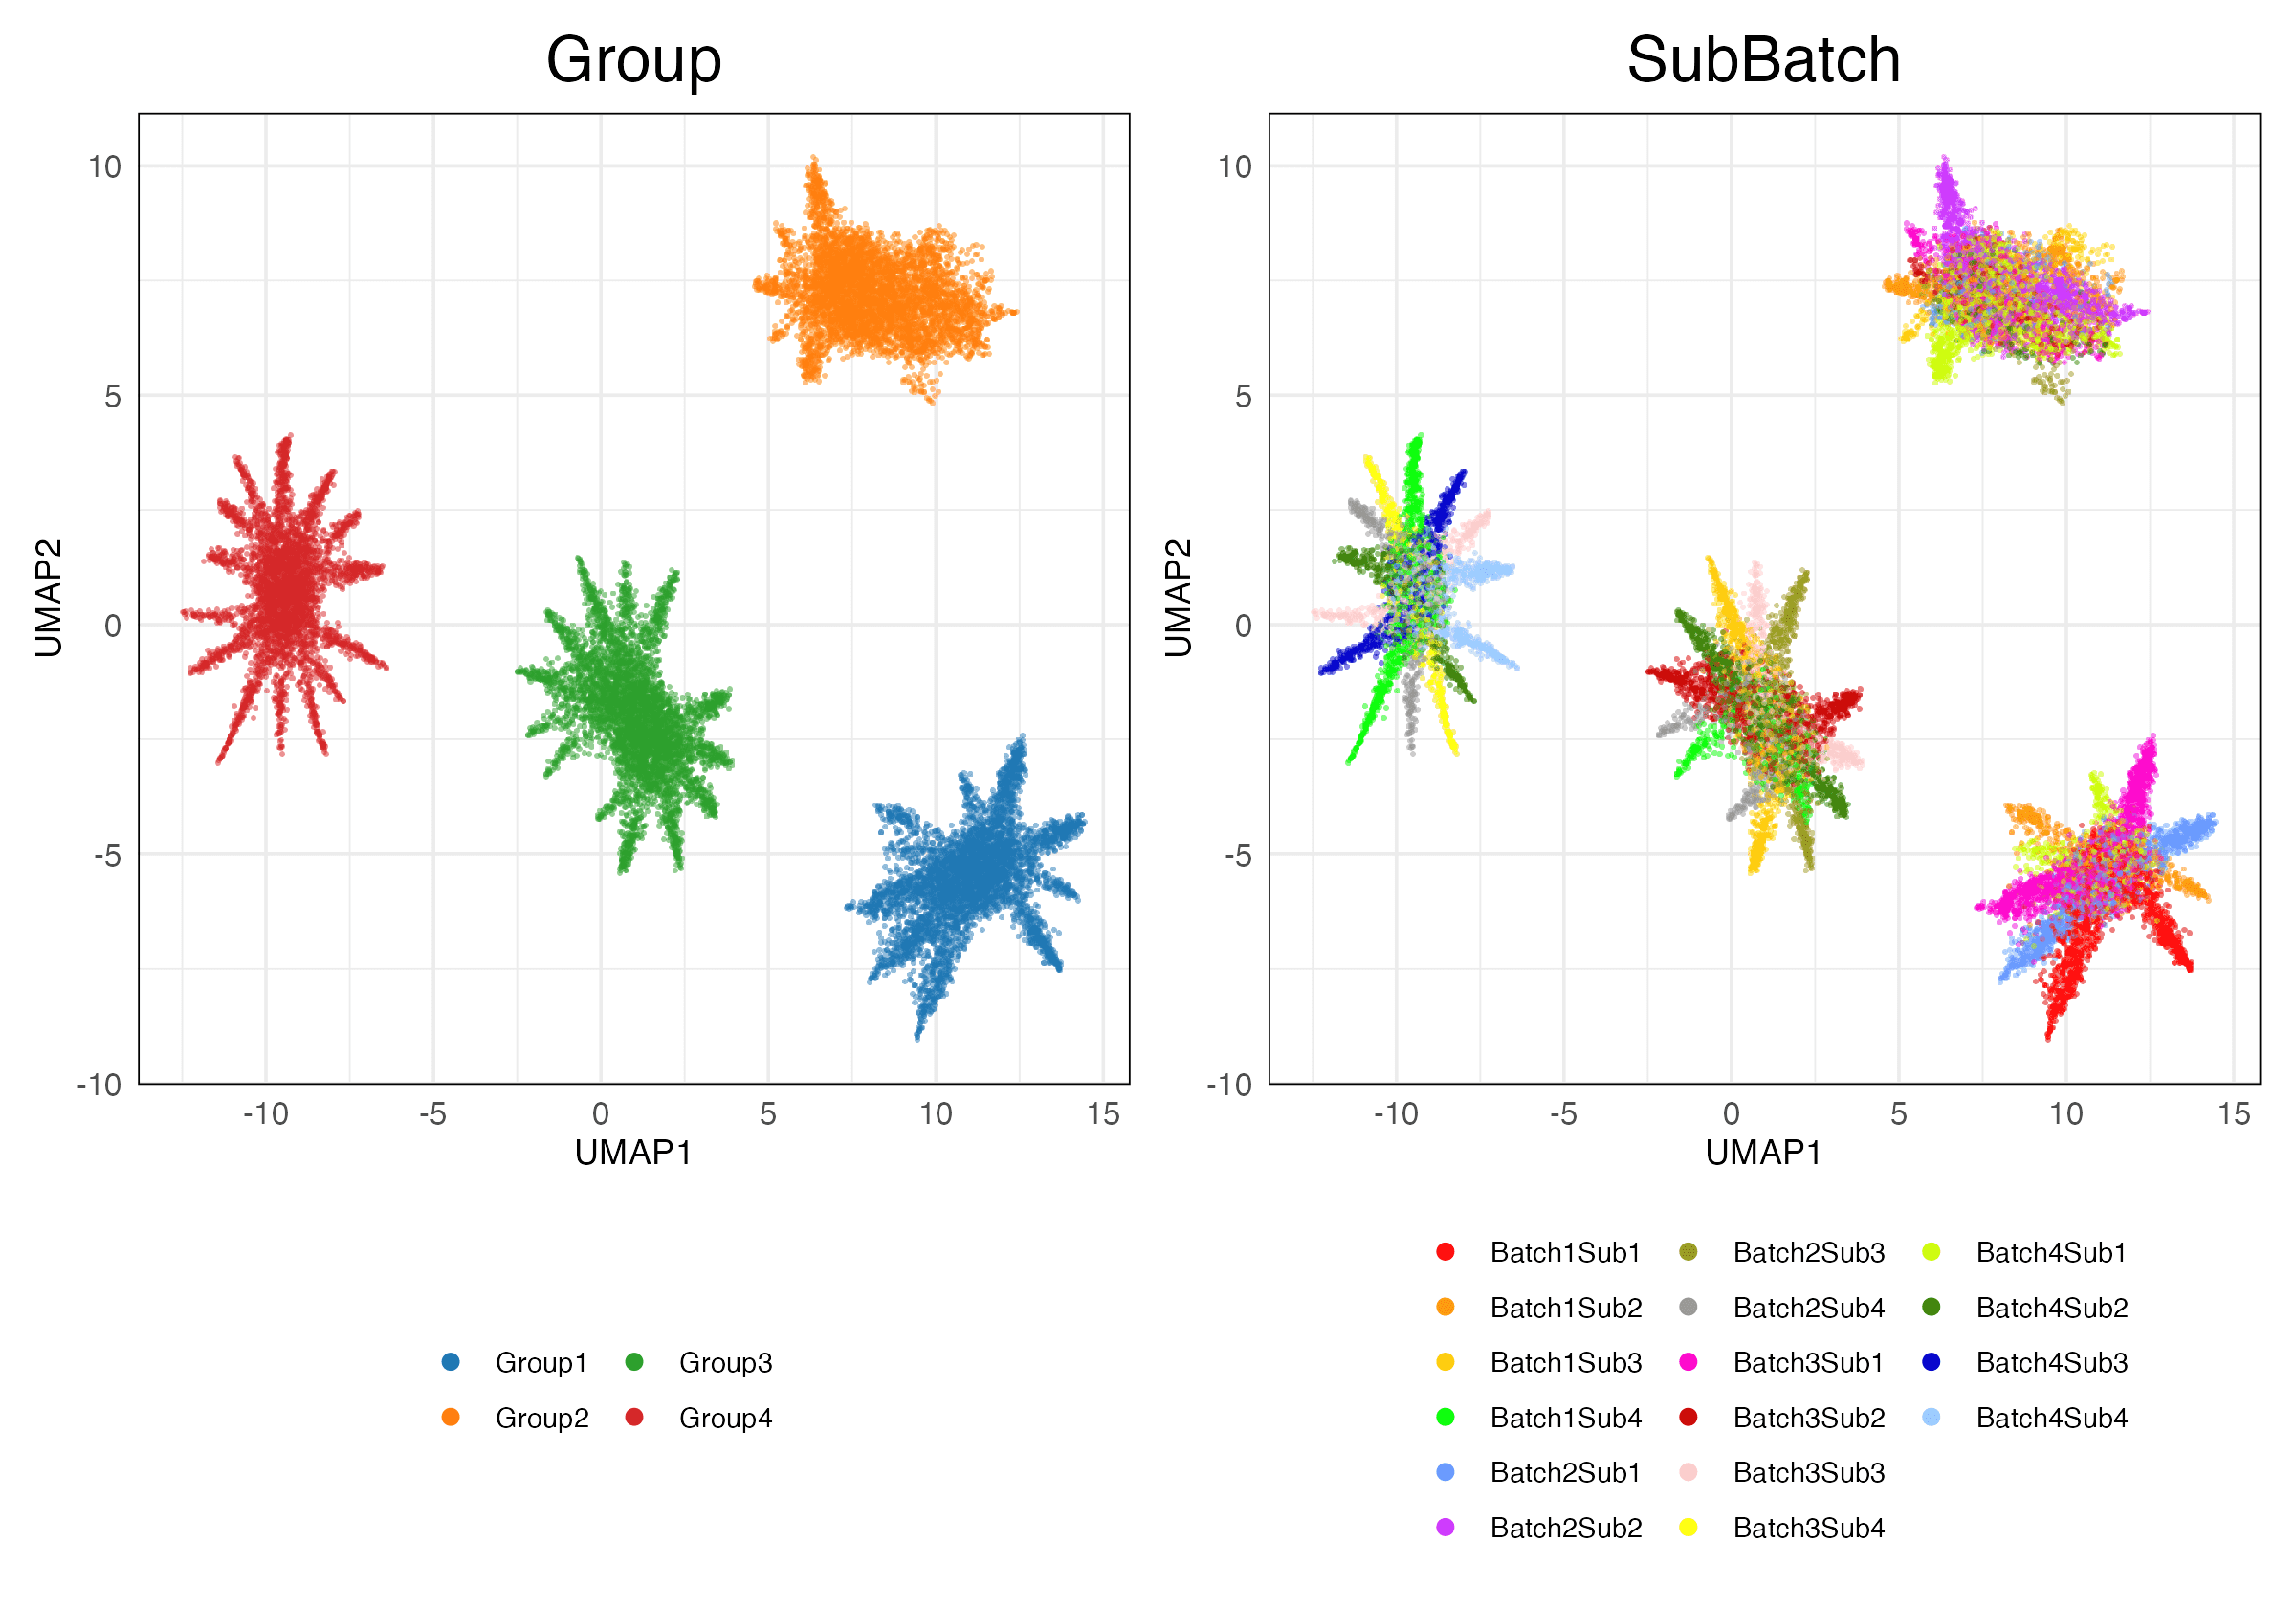 Group
SubBatch
10
5
0
-5
-10
UMAP2
-10 -5 0 5 10 15
UMAP1
10
5
0
-5
-10
UMAP2
-10 -5 0 5 10 15
UMAP1
Group1 Group3
Group2 Group4
Batch1Sub1 Batch2Sub3 Batch4Sub1
Batch1Sub2 Batch2Sub4 Batch4Sub2
Batch1Sub3 Batch3Sub1 Batch4Sub3
Batch1Sub4 Batch3Sub2 Batch4Sub4
Batch2Sub1 Batch3Sub3
Batch2Sub2 Batch3Sub4